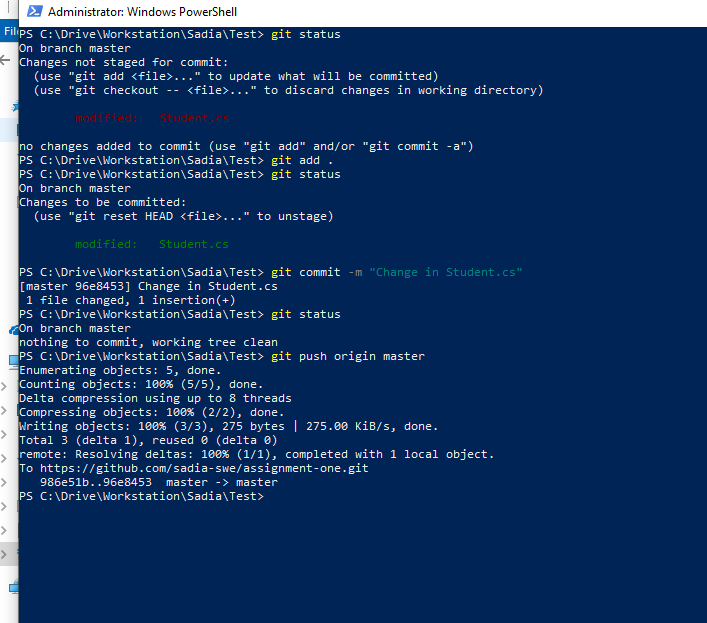 Administrator: Windows PowerShell
File
PS C:\Drive\Workstation\Sadia\Test> git status
On branch master
Changes not staged for commit:
  (use "git add <file>..." to update what will be committed)
  (use "git checkout -- <file>..." to discard changes in working directory)
        modified:   Student.cs
no changes added to commit (use "git add" and/or "git commit -a")
PS C:\Drive\Workstation\Sadia\Test> git add .
PS C:\Drive\Workstation\Sadia\Test> git status
On branch master
Changes to be committed:
  (use "git reset HEAD <file>..." to unstage)
        modified:   Student.cs
PS C:\Drive\Workstation\Sadia\Test> git commit -m "Change in Student.cs"
[master 96e8453] Change in Student.cs
 1 file changed, 1 insertion(+)
PS C:\Drive\Workstation\Sadia\Test> git status
On branch master
nothing to commit, working tree clean
PS C:\Drive\Workstation\Sadia\Test> git push origin master
Enumerating objects: 5, done.
Counting objects: 100% (5/5), done.
Delta compression using up to 8 threads
Compressing objects: 100% (2/2), done.
Writing objects: 100% (3/3), 275 bytes | 275.00 KiB/s, done.
Total 3 (delta 1), reused 0 (delta 0)
remote: Resolving deltas: 100% (1/1), completed with 1 local object.
To https://github.com/sadia-swe/assignment-one.git
   986e51b..96e8453  master -> master
PS C:\Drive\Workstation\Sadia\Test>